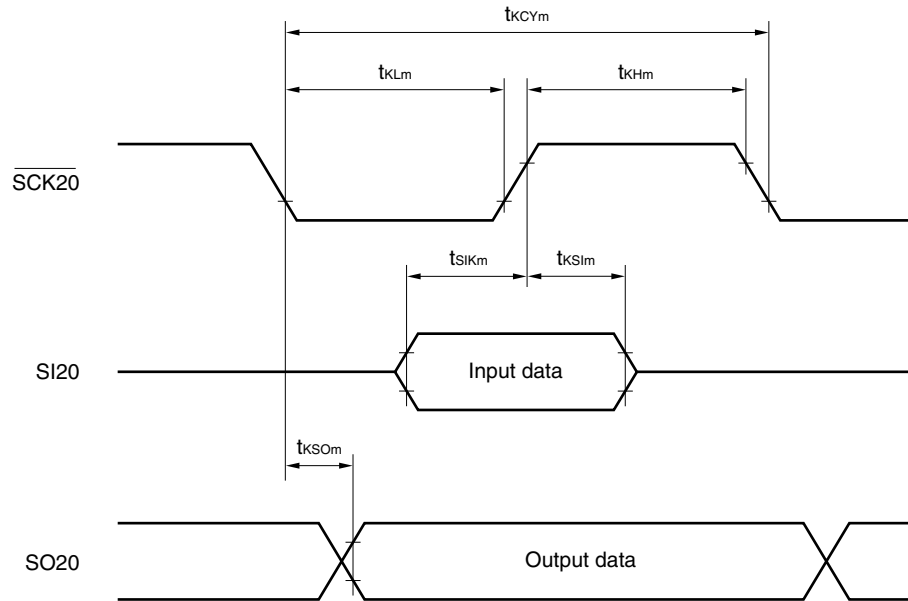 tKCYm
tKLm
tKHm
SCK20
tSIKm
tKSIm
SI20
Input data
tKSOm
SO20
Output data